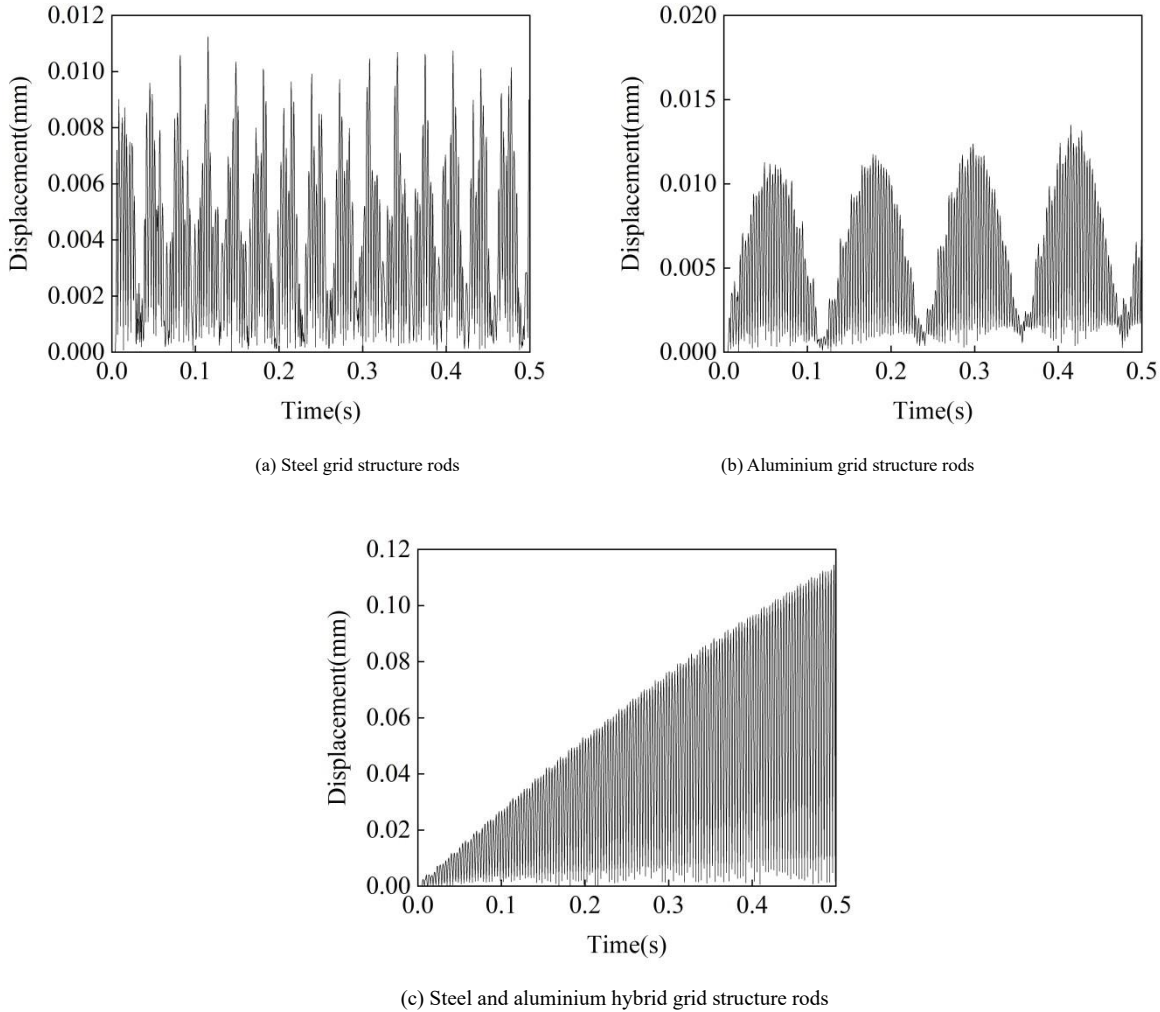 0.012
0.010
0.008
0.006
0.004
0.002
0.000
Displacement(mm)
0.0 0.1 0.2 0.3 0.4 0.5
Time(s)
(a) Steel grid structure rods
0.020
0.015
0.010
0.005
0.000
Displacement(mm)
0.0 0.1 0.2 0.3 0.4 0.5
Time(s)
(b) Aluminium grid structure rods
0.12
0.10
0.08
0.06
0.04
0.02
0.00
Displacement(mm)
0.0 0.1 0.2 0.3 0.4 0.5
Time(s)
(c) Steel and aluminium hybrid grid structure rods